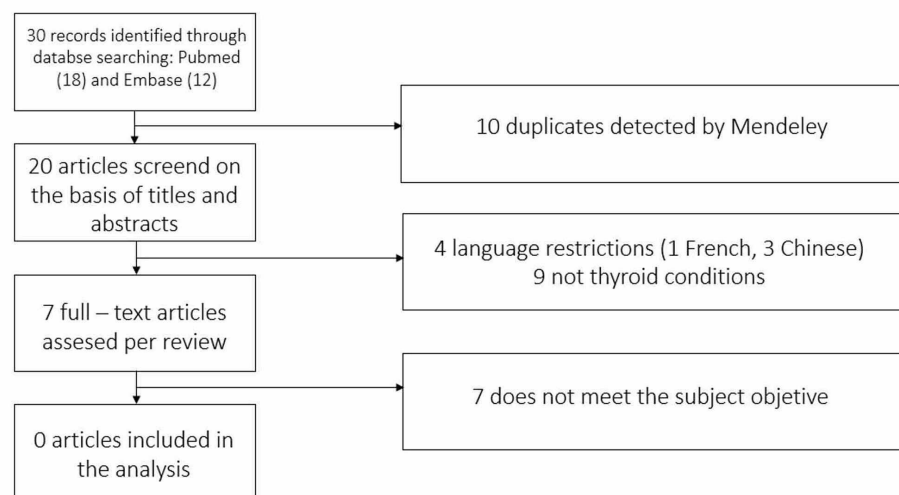 30 records identified through
databse searching: Pubmed
(18) and Embase (12)
10 duplicates detected by Mendeley
20 articles screend on
the basis of titles and
abstracts
4 language restrictions (1 French, 3 Chinese)
9 not thyroid conditions
7 full – text articles
assesed per review
7 does not meet the subject objetive
0 articles included in
the analysis